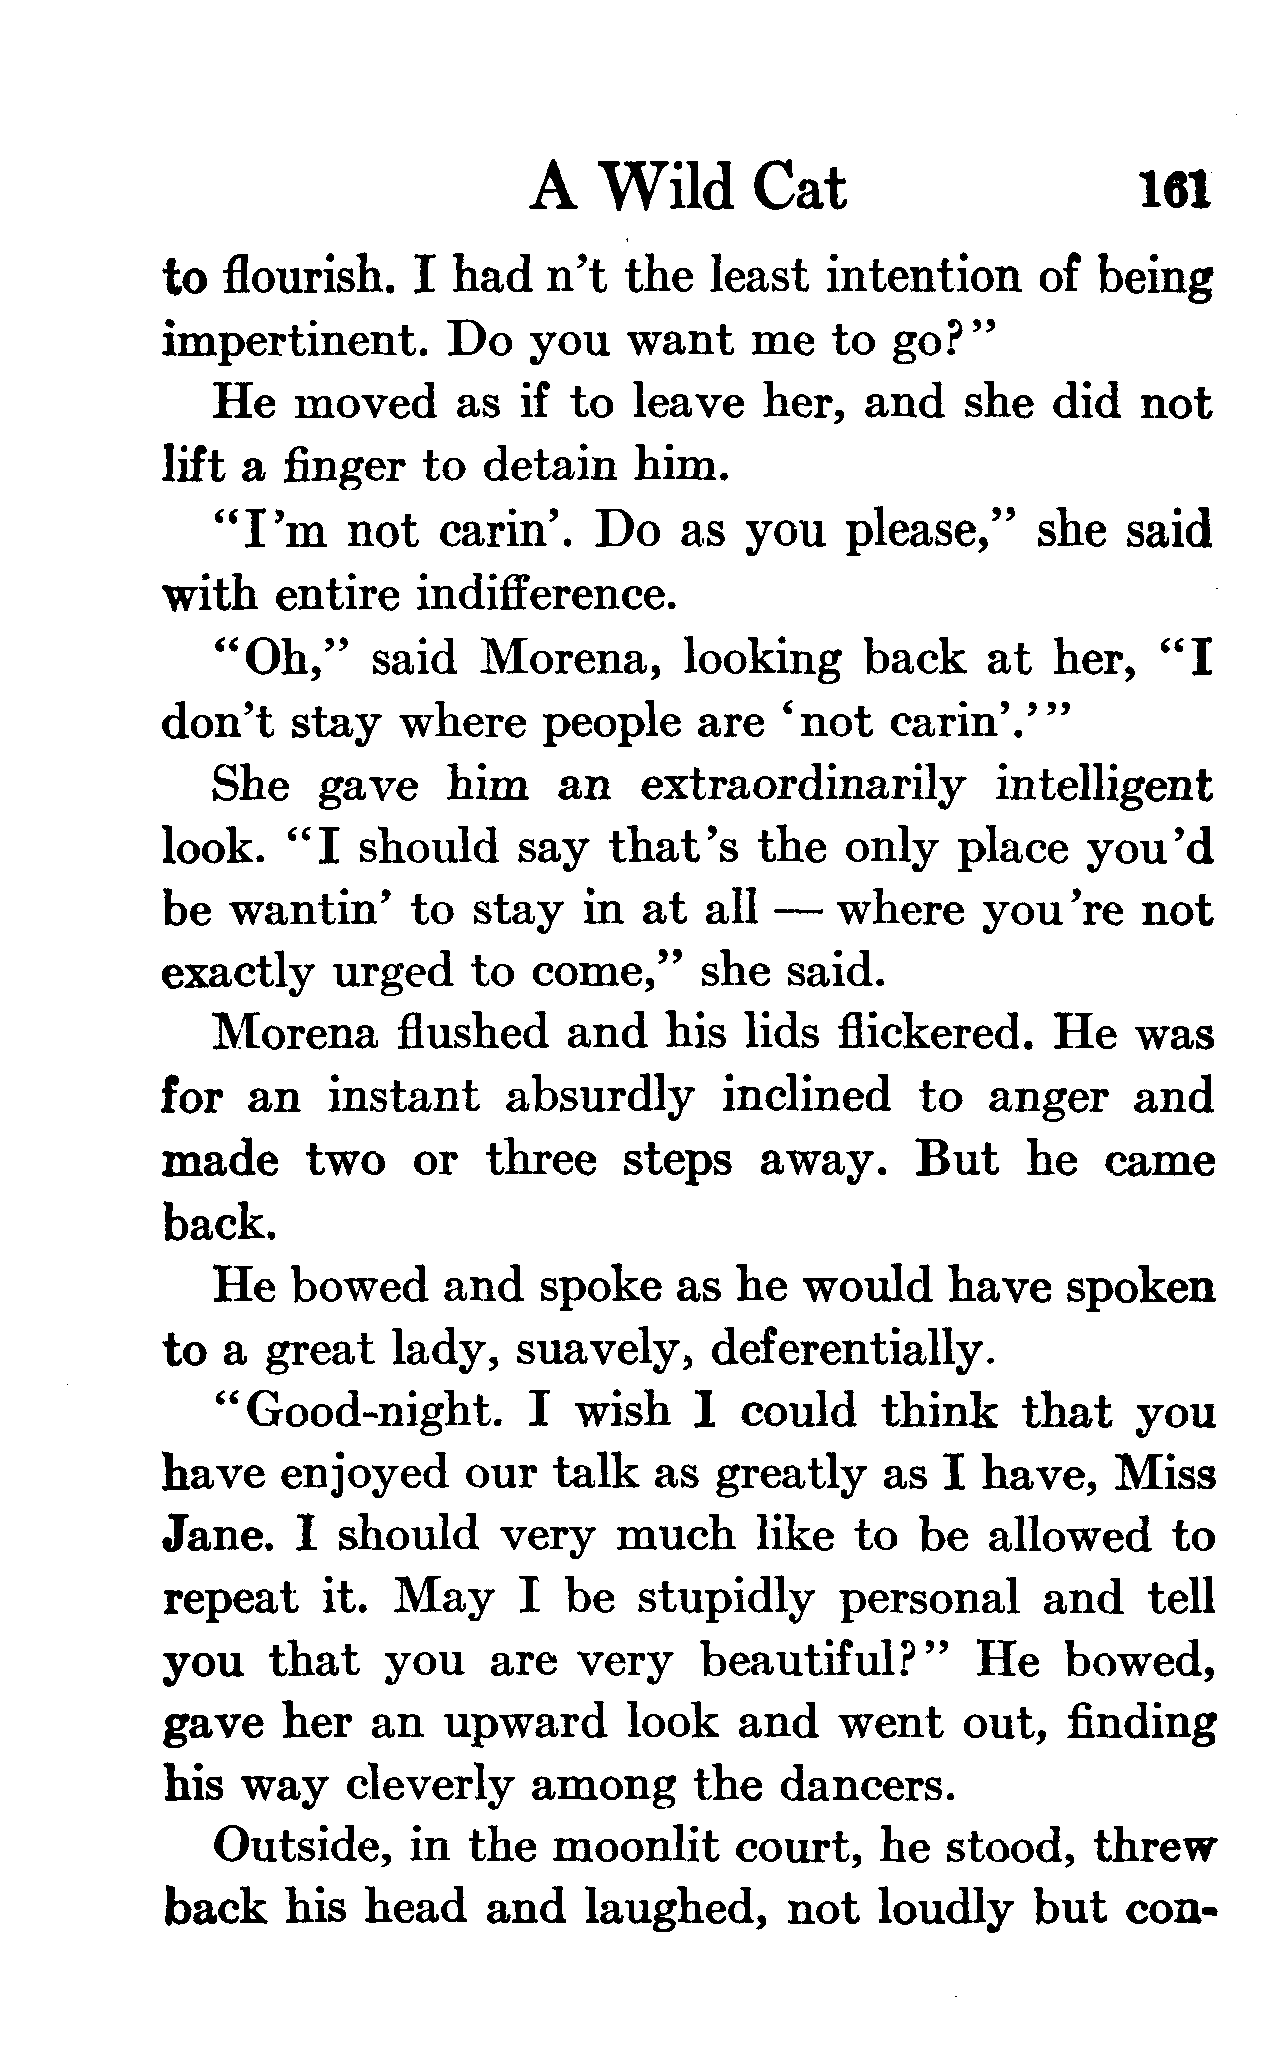 A Wild Cat 161
to flourish. I had n't the least intention of being
impertinent. Do you want me to go?"
He moved as if to leave her, and she did not
lift a finger to detain him.
"I'm not carin'. Do as you please," she said
with entire indifference.
"Oh," said Morena, looking back at her, "I
don't stay where people are 'not carin'.'"
She gave him an extraordinarily intelligent
look. "I should say that's the only place you'd
be wantin' to stay in at all — where you're not
exactly urged to come," she said.
Morena flushed and his lids flickered. He was
for an instant absurdly inclined to anger and
made two or three steps away. But he came
back.
He bowed and spoke as he would have spoken
to a great lady, suavely, deferentially.
"Good-night. I wish I could think that you
have enjoyed our talk as greatly as I have, Miss
Jane. I should very much like to be allowed to
repeat it. May I be stupidly personal and tell
you that you are very beautiful?" He bowed,
gave her an upward look and went out, finding
his way cleverly among the dancers.
Outside, in the moonlit court, he stood, threw
back his head and laughed, not loudly but con-